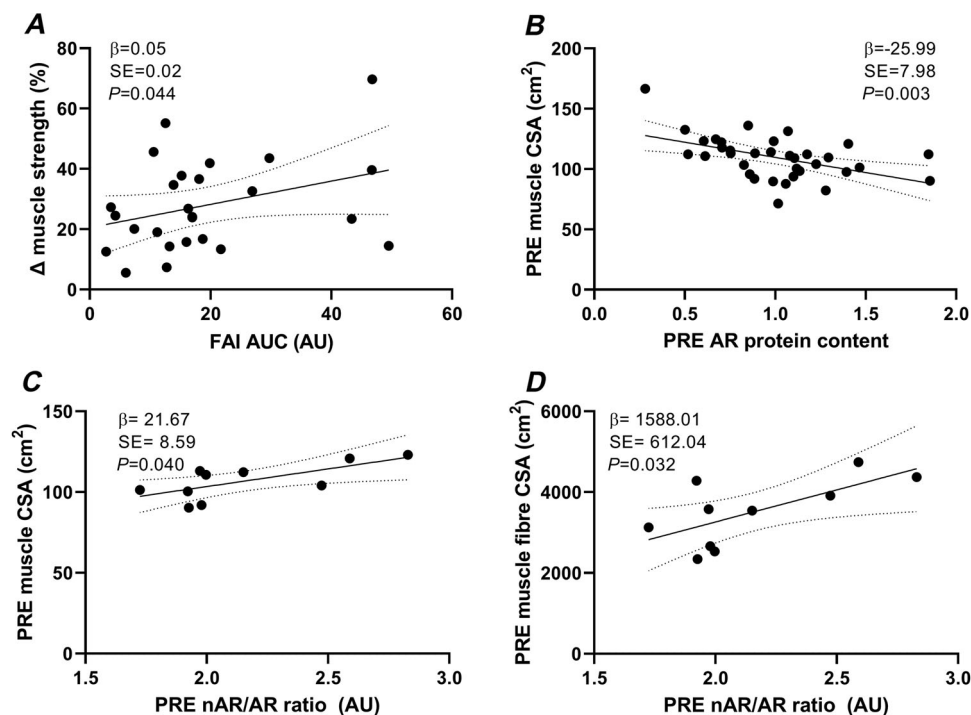 A
β=0.05
SE=0.02
P=0.044
Δ muscle strength (%)
80
60
40
20
0
0
20
40
60
FAI AUC (AU)
B
β=-25.99
SE=7.98
P=0.003
PRE muscle CSA (cm²)
200
150
100
50
0
0.0
0.5
1.0
1.5
2.0
PRE AR protein content
C
β= 21.67
SE= 8.59
P=0.040
PRE muscle CSA (cm²)
150
100
50
0
1.5
2.0
2.5
3.0
PRE nAR/AR ratio (AU)
D
β= 1588.01
SE= 612.04
P=0.032
PRE muscle fibre CSA (cm²)
6000
4000
2000
0
1.5
2.0
2.5
3.0
PRE nAR/AR ratio (AU)